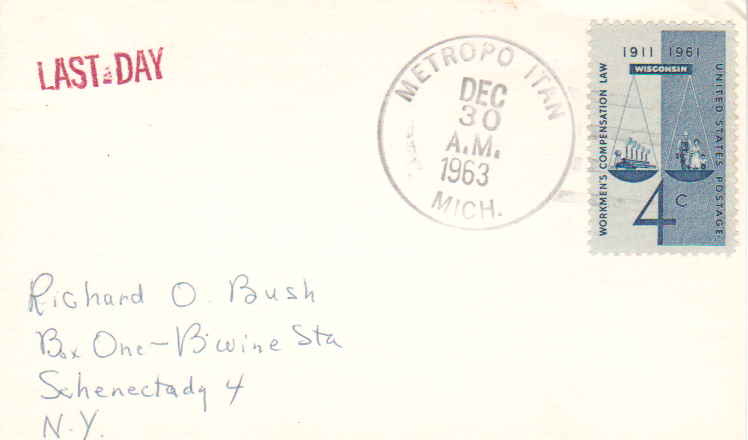 LAST DAY
METROPO ITAN
DEC
30
A.M.
1963
MICH.
1911 1961
WISCONSIN
WORKMEN'S COMPENSATION LAW
UNITED STATES POSTAGE
4 C
Richard O. Bush
Box One - B'wine Sta
Schenectady 4
N.Y.